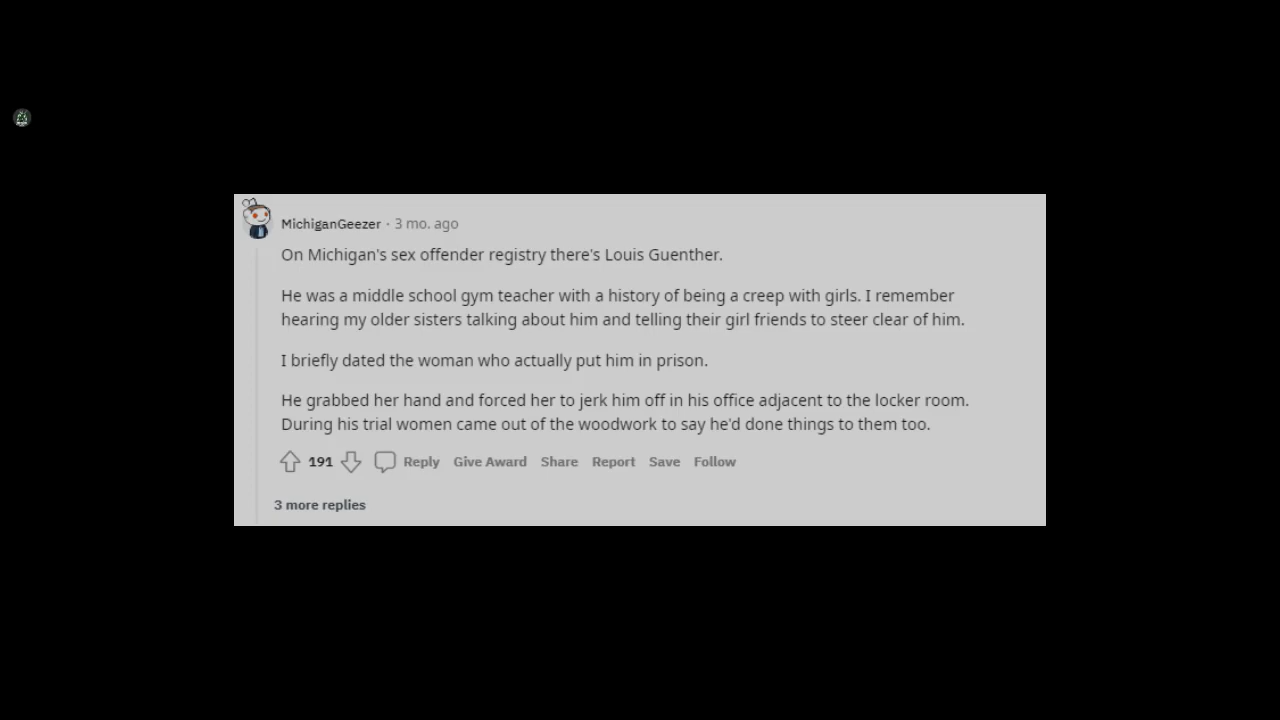 MichiganGeezer · 3 mo. ago
On Michigan's sex offender registry there's Louis Guenther.
He was a middle school gym teacher with a history of being a creep with girls. I remember
hearing my older sisters talking about him and telling their girl friends to steer clear of him.
I briefly dated the woman who actually put him in prison.
He grabbed her hand and forced her to jerk him off in his office adjacent to the locker room.
During his trial women came out of the woodwork to say he'd done things to them too.
191 Reply Give Award Share Report Save Follow
3 more replies